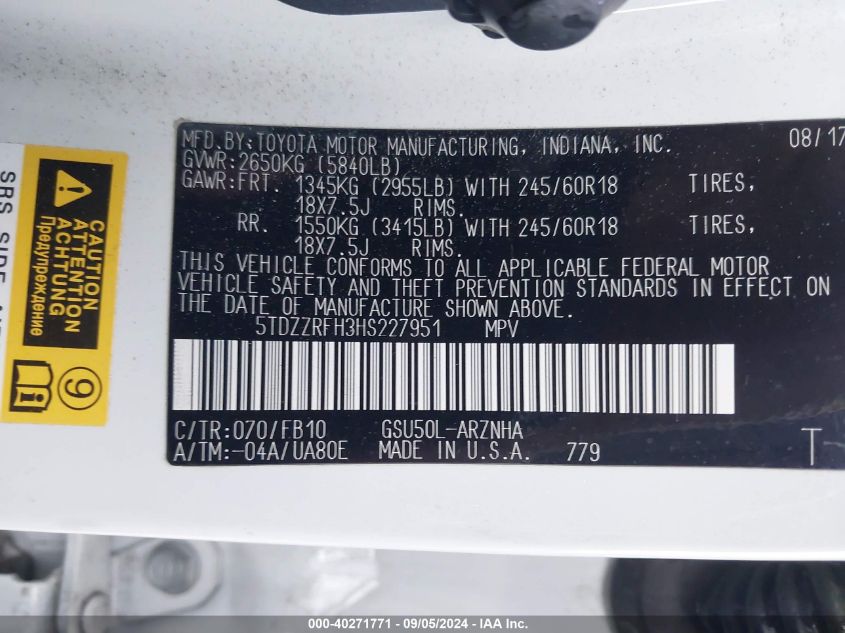 MFD.BY:TOYOTA MOTOR MANUFACTURING, INDIANA, INC. 08/17
GVWR:2650KG (5840LB)
GAWR:FRT. 1345KG (2955LB) WITH 245/60R18 TIRES,
18X7.5J RIMS.
RR. 1550KG (3415LB) WITH 245/60R18 TIRES,
18X7.5J RIMS.
THIS VEHICLE CONFORMS TO ALL APPLICABLE FEDERAL MOTOR
VEHICLE SAFETY AND THEFT PREVENTION STANDARDS IN EFFECT ON
THE DATE OF MANUFACTURE SHOWN ABOVE.
5TDZZRFH3HS227951 MPV
C/TR:070/FB10 GSU50L-ARZNHA
A/TM:-04A/UA80E MADE IN U.S.A. 779 T
CAUTION
ATTENTION
ACHTUNG
Предупреждение
9
SRS SIDE
000-40271771 - 09/05/2024 - IAA Inc.